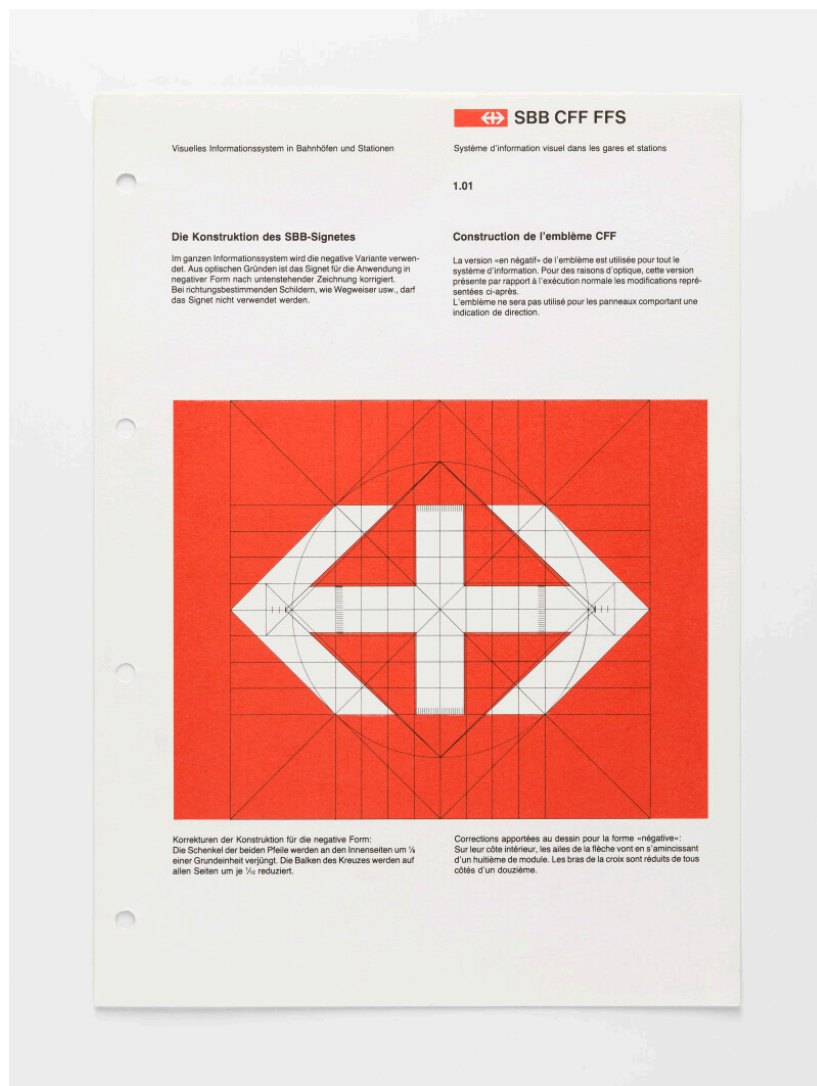 SBB CFF FFS
Visuelles Informationssystem in Bahnhöfen und Stationen
Système d'information visuel dans les gares et stations
1.01
Die Konstruktion des SBB-Signetes
Im ganzen Informationssystem wird die negative Variante verwen-
det. Aus optischen Gründen ist das Signet für die Anwendung in
negativer Form nach untenstehender Zeichnung korrigiert.
Bei richtungsbestimmenden Schildern, wie Wegweiser usw., darf
das Signet nicht verwendet werden.
Construction de l'emblème CFF
La version «en négatif» de l'emblème est utilisée pour tout le
système d'information. Pour des raisons d'optique, cette version
présente par rapport à l'exécution normale les modifications repré-
sentées ci-après.
L'emblème ne sera pas utilisé pour les panneaux comportant une
indication de direction.
Korrekturen der Konstruktion für die negative Form:
Die Schenkel der beiden Pfeile werden an den Innenseiten um ⅛
einer Grundeinheit verjüngt. Die Balken des Kreuzes werden auf
allen Seiten um je 1/12 reduziert.
Corrections apportées au dessin pour la forme «négative»:
Sur leur côte intérieur, les ailes de la flèche vont en s'amincissant
d'un huitième de module. Les bras de la croix sont réduits de tous
côtés d'un douzième.